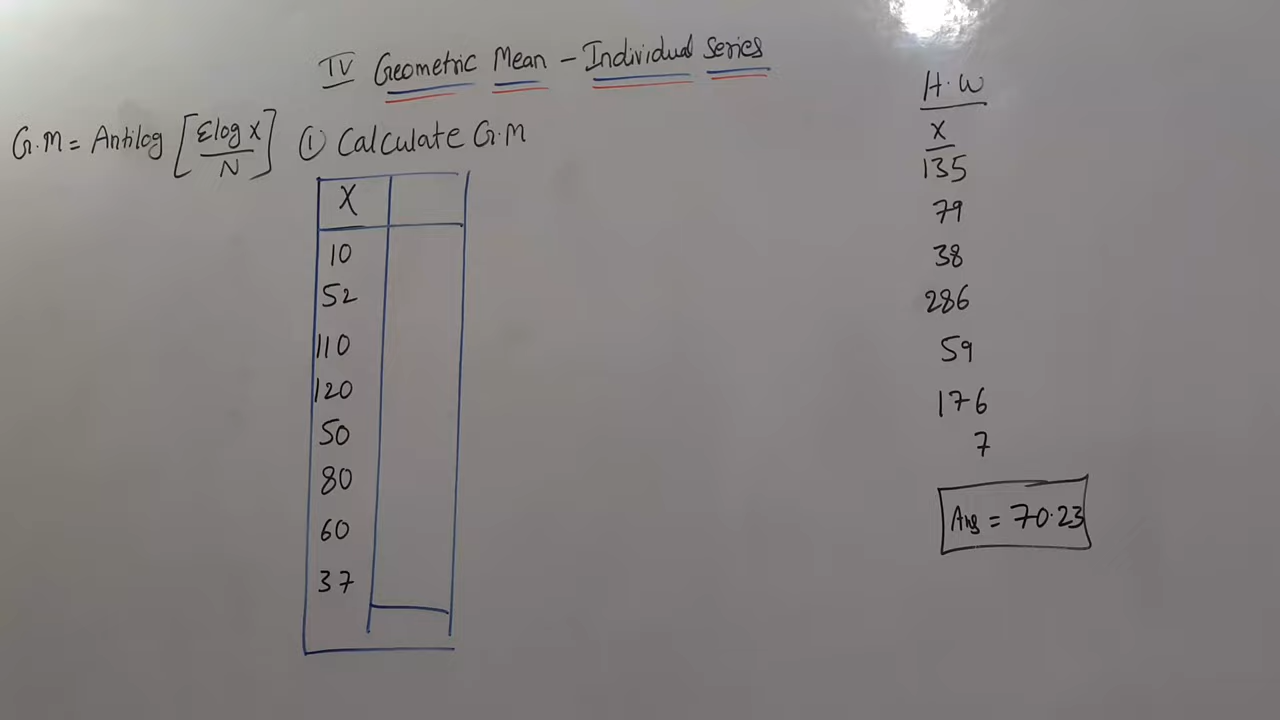 IV Geometric Mean - Individual Series
G.M = Antilog [Σlog X / N]
① Calculate G.M
X
10
52
110
120
50
80
60
37
H.W
X
135
79
38
286
59
176
7
Ans = 70.23